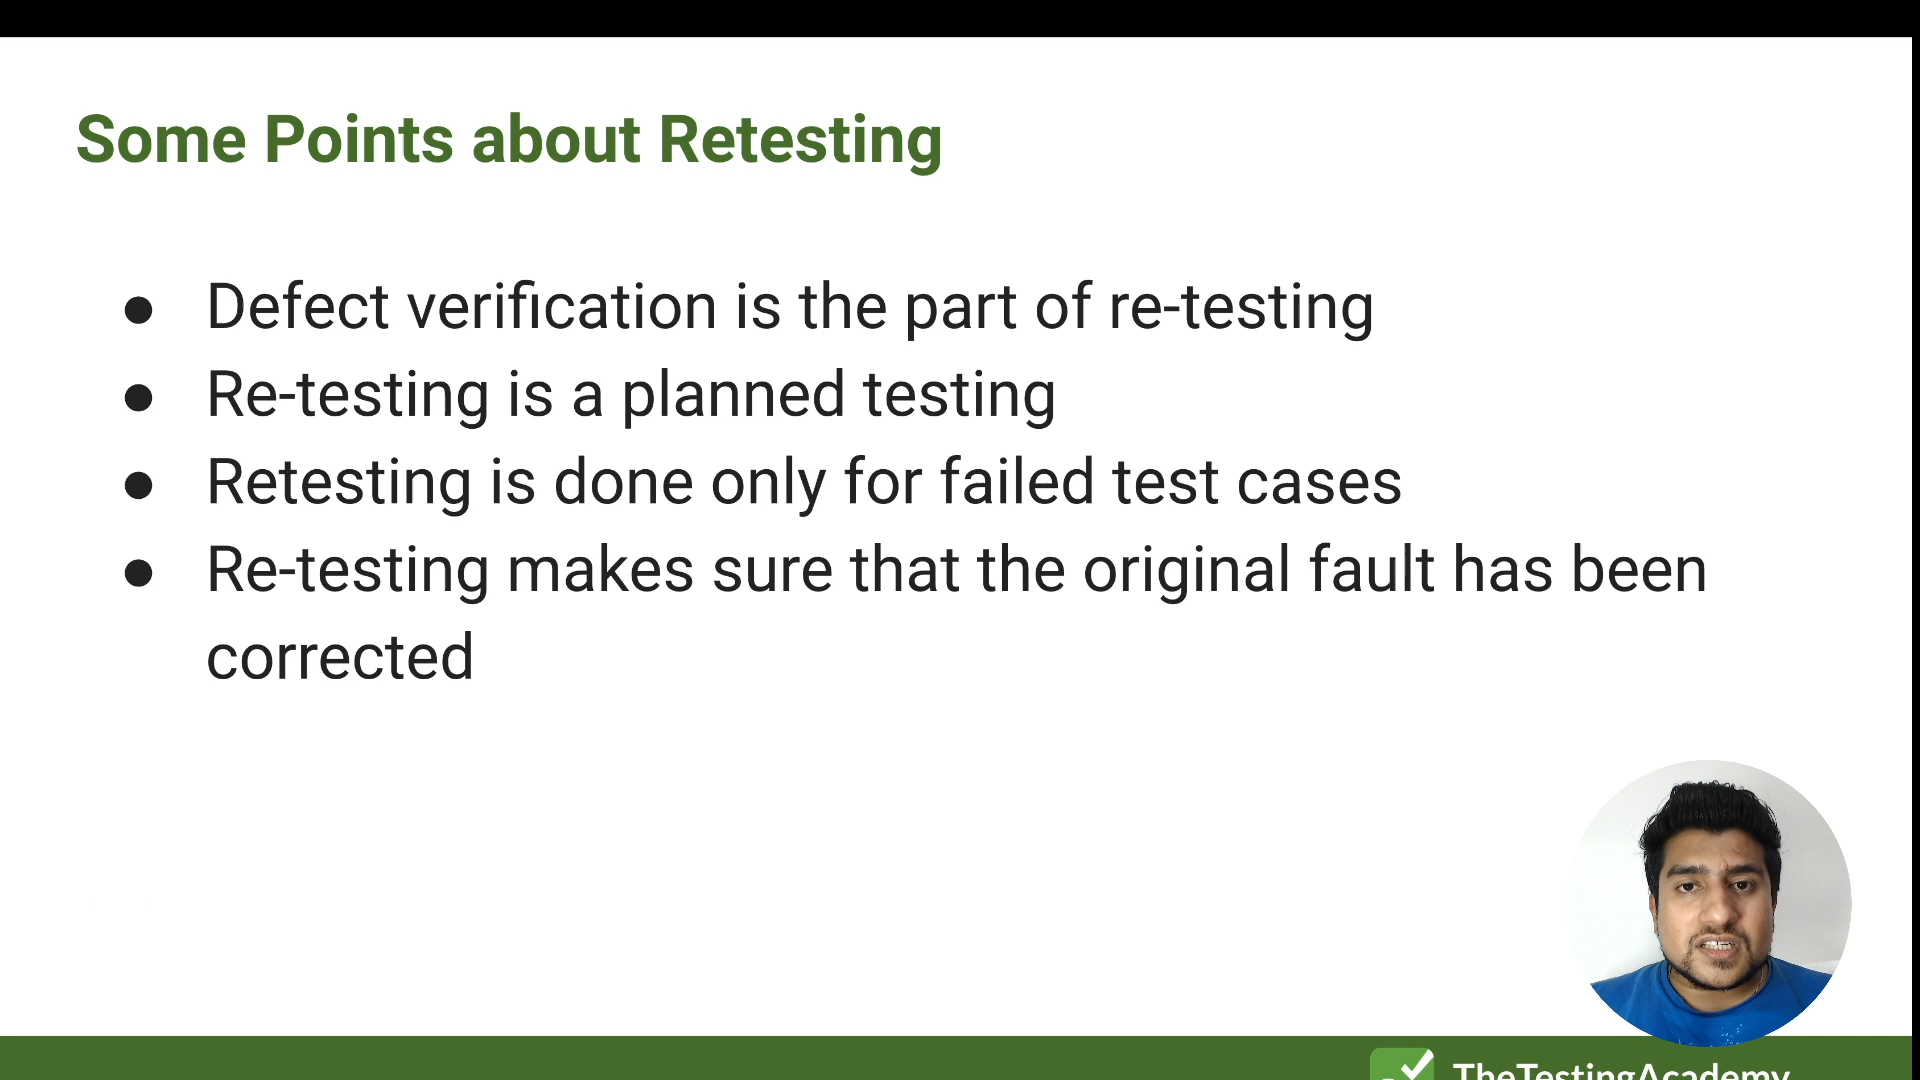 Some Points about Retesting
● Defect verification is the part of re-testing
● Re-testing is a planned testing
● Retesting is done only for failed test cases
● Re-testing makes sure that the original fault has been
corrected
TheTestingAcademy